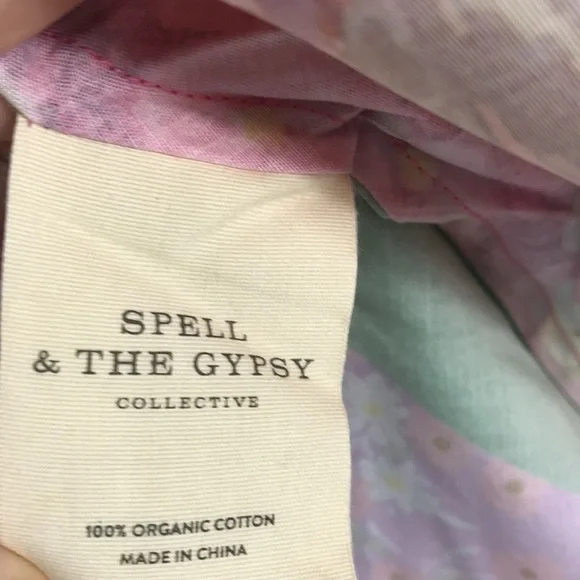 SPELL
& THE GYPSY
COLLECTIVE
100% ORGANIC COTTON
MADE IN CHINA